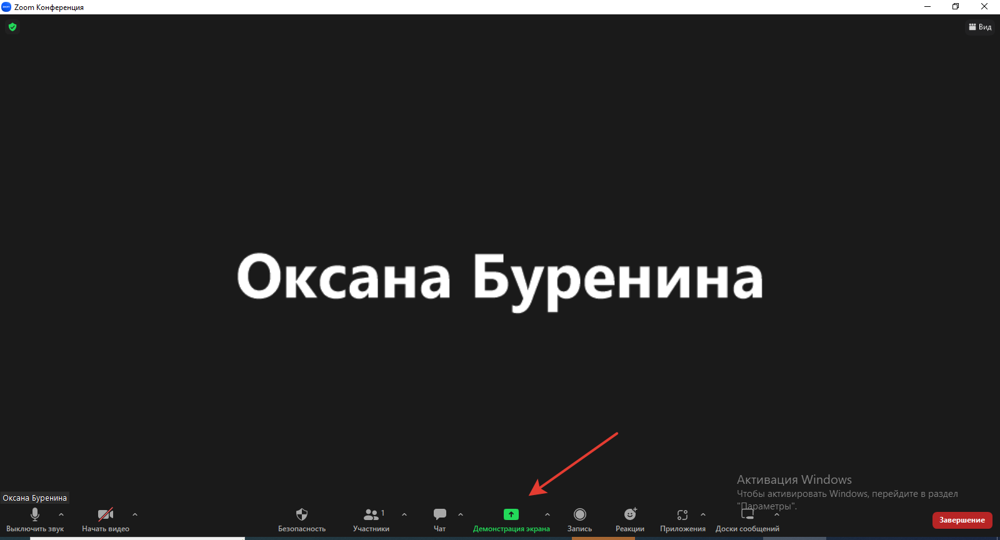 Zoom Конференция
Вид
Оксана Буренина
Активация Windows
Чтобы активировать Windows, перейдите в раздел
"Параметры".
Оксана Буренина
1
Выключить звук
Начать видео
Безопасность
Участники
Чат
Демонстрация экрана
Запись
Реакции
Приложения
Доски сообщений
Завершение